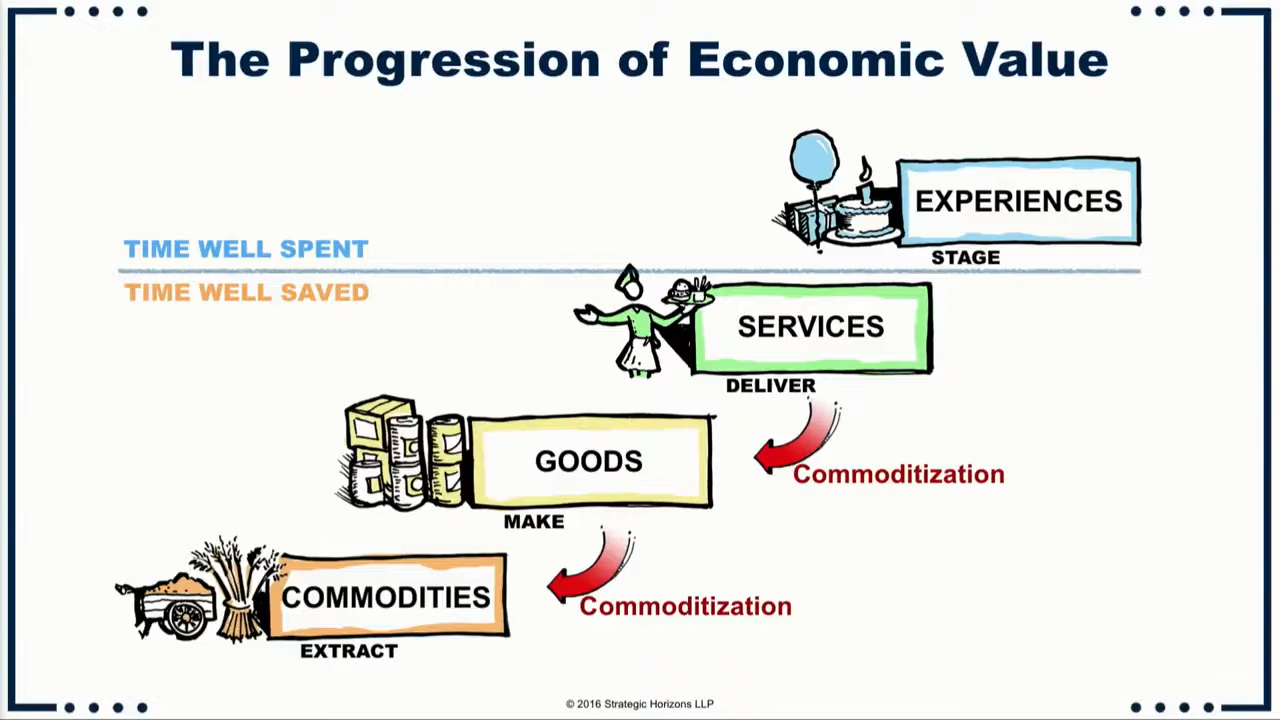 The Progression of Economic Value
EXPERIENCES
TIME WELL SPENT
STAGE
TIME WELL SAVED
SERVICES
DELIVER
GOODS
Commoditization
MAKE
COMMODITIES
Commoditization
EXTRACT
© 2016 Strategic Horizons LLP